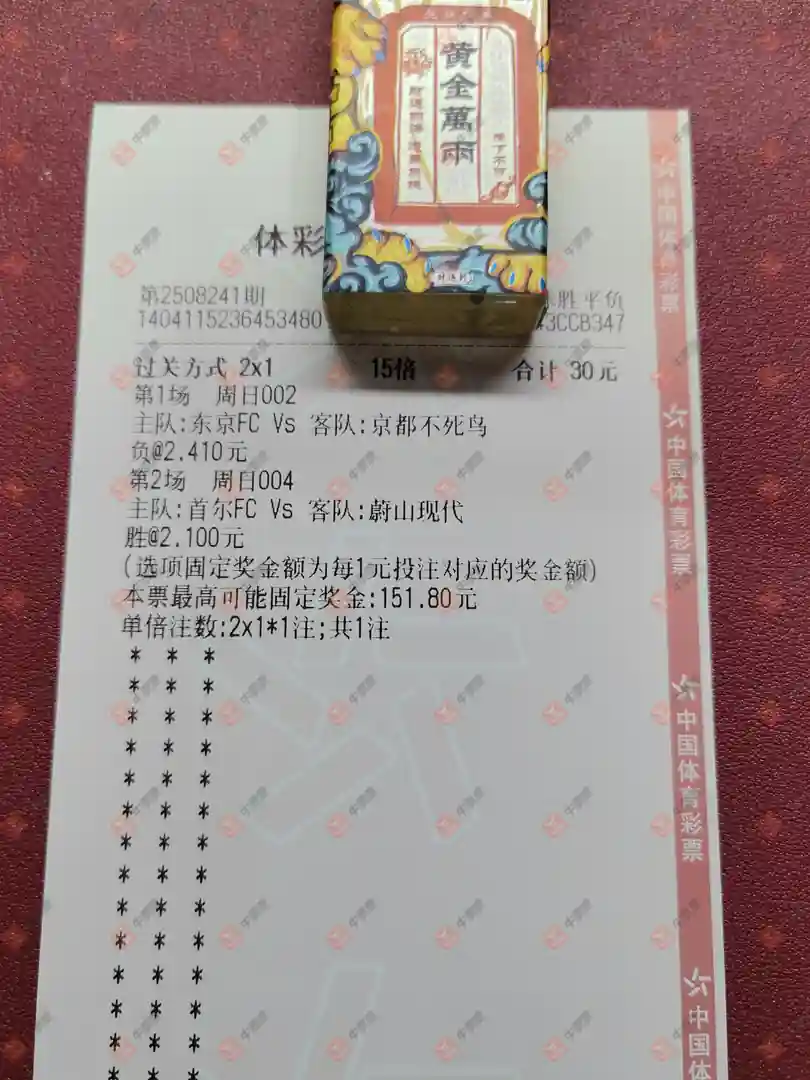 黄金萬兩
体彩
第2508241期
胜平负
1404115236453480
3CCB347
过关方式 2x1 15倍 合计 30元
第1场 周日002
主队:东京FC Vs 客队:京都不死鸟
负@2.410元
第2场 周日004
主队:首尔FC Vs 客队:蔚山现代
胜@2.100元
(选项固定奖金额为每1元投注对应的奖金额)
本票最高可能固定奖金:151.80元
单倍注数:2x1*1注;共1注
中国体育彩票
中国体育彩票
中国体育彩票
中国体